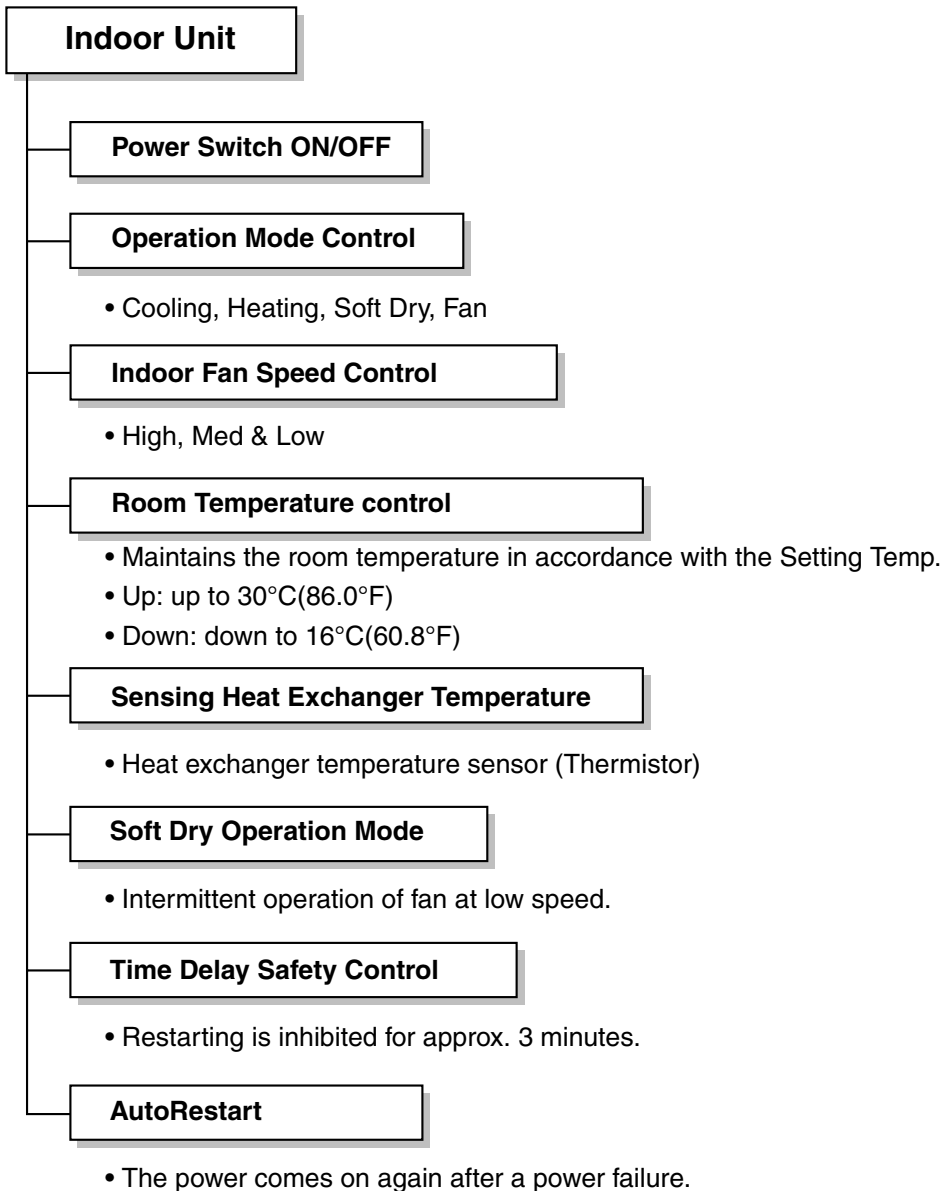 Indoor Unit
Power Switch ON/OFF
Operation Mode Control
• Cooling, Heating, Soft Dry, Fan
Indoor Fan Speed Control
• High, Med & Low
Room Temperature control
• Maintains the room temperature in accordance with the Setting Temp.
• Up: up to 30°C(86.0°F)
• Down: down to 16°C(60.8°F)
Sensing Heat Exchanger Temperature
• Heat exchanger temperature sensor (Thermistor)
Soft Dry Operation Mode
• Intermittent operation of fan at low speed.
Time Delay Safety Control
• Restarting is inhibited for approx. 3 minutes.
AutoRestart
• The power comes on again after a power failure.